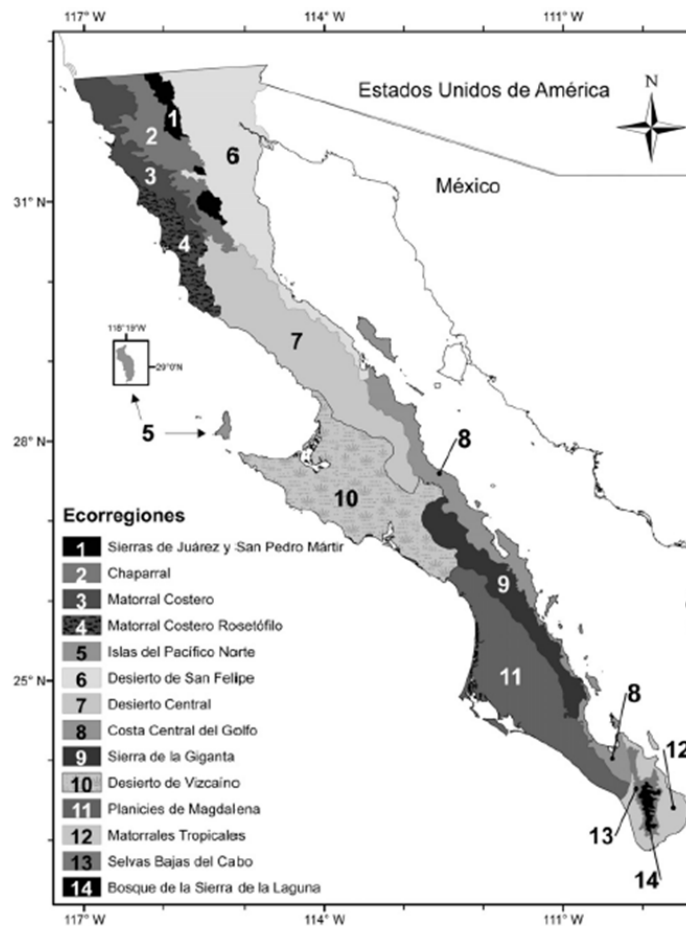 117° W
114° W
111° W
Estados Unidos de América
N
1
2
6
México
3
31° N
4
118°19'W
7
29°0'N
5
8
28° N
10
Ecorregiones
1 Sierras de Juárez y San Pedro Mártir
2 Chaparral
3 Matorral Costero
9
4 Matorral Costero Rosetófilo
5 Islas del Pacífico Norte
25° N
6 Desierto de San Felipe
11
8
7 Desierto Central
8 Costa Central del Golfo
12
9 Sierra de la Giganta
10 Desierto de Vizcaíno
11 Planicies de Magdalena
12 Matorrales Tropicales
13
13 Selvas Bajas del Cabo
14
14 Bosque de la Sierra de la Laguna
117° W
114° W
111° W